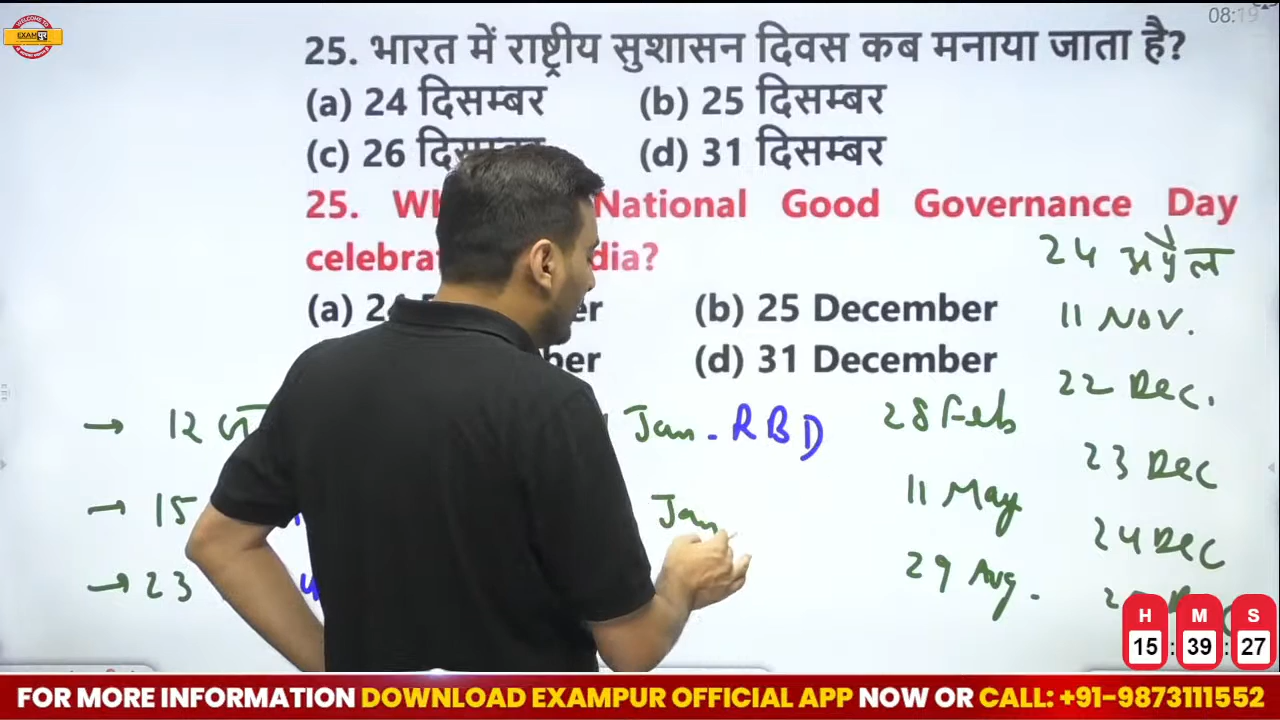 WELCOME TO
EXAMपुर
08:19
25. भारत में राष्ट्रीय सुशासन दिवस कब मनाया जाता है?
(a) 24 दिसम्बर (b) 25 दिसम्बर
(c) 26 (d) 31 दिसम्बर
25. National Good Governance Day
24 अप्रैल
(b) 25 December
11 Nov.
(d) 31 December
22 Dec.
→ 12 Jan - RBD 28 Feb
23 Dec
→ 15 Jan 11 May
24 Dec
→ 23 29 Aug.
H M S
15 : 39 : 27
FOR MORE INFORMATION DOWNLOAD EXAMPUR OFFICIAL APP NOW OR CALL: +91-9873111552